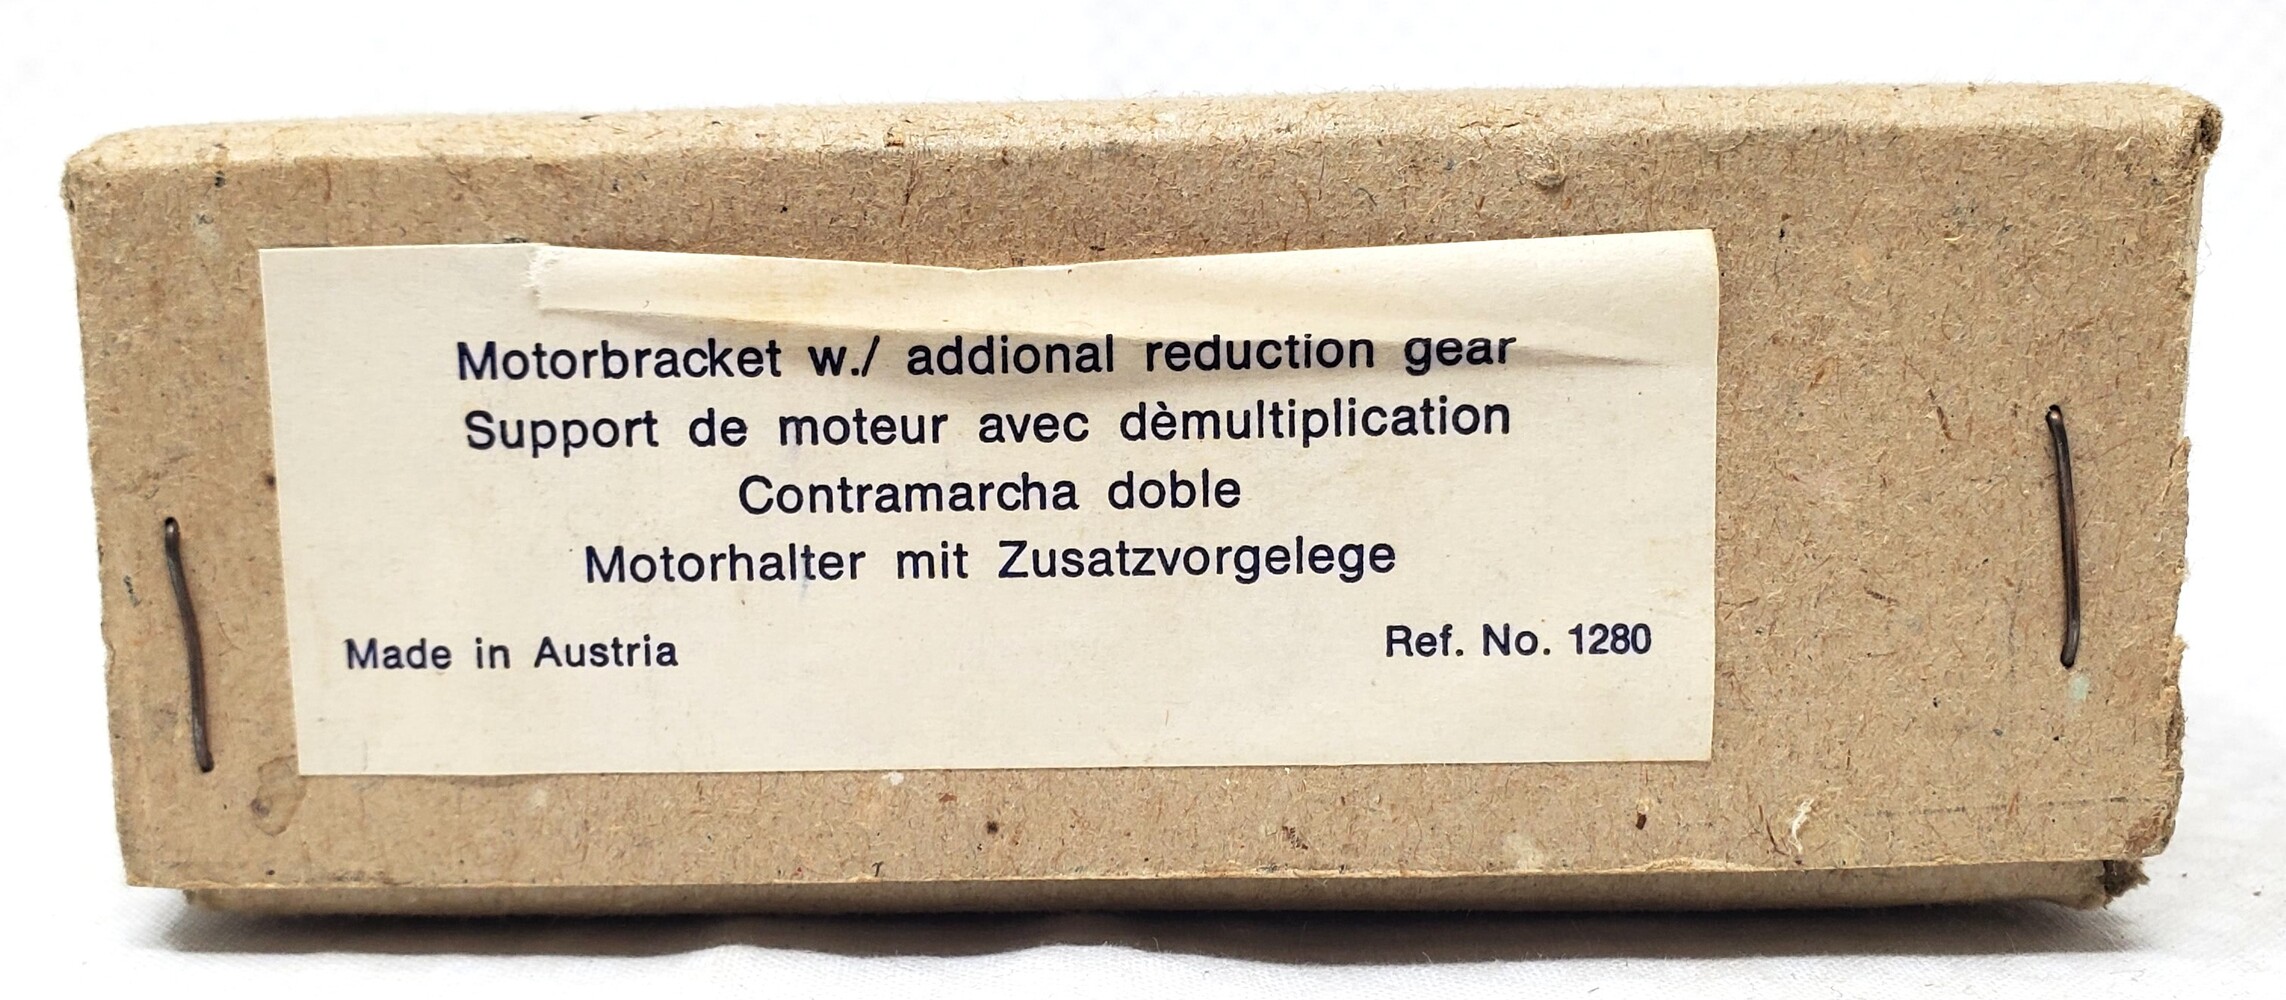 Motorbracket w./ addional reduction gear
Support de moteur avec dèmultiplication
Contramarcha doble
Motorhalter mit Zusatzvorgelege
Made in Austria
Ref. No. 1280